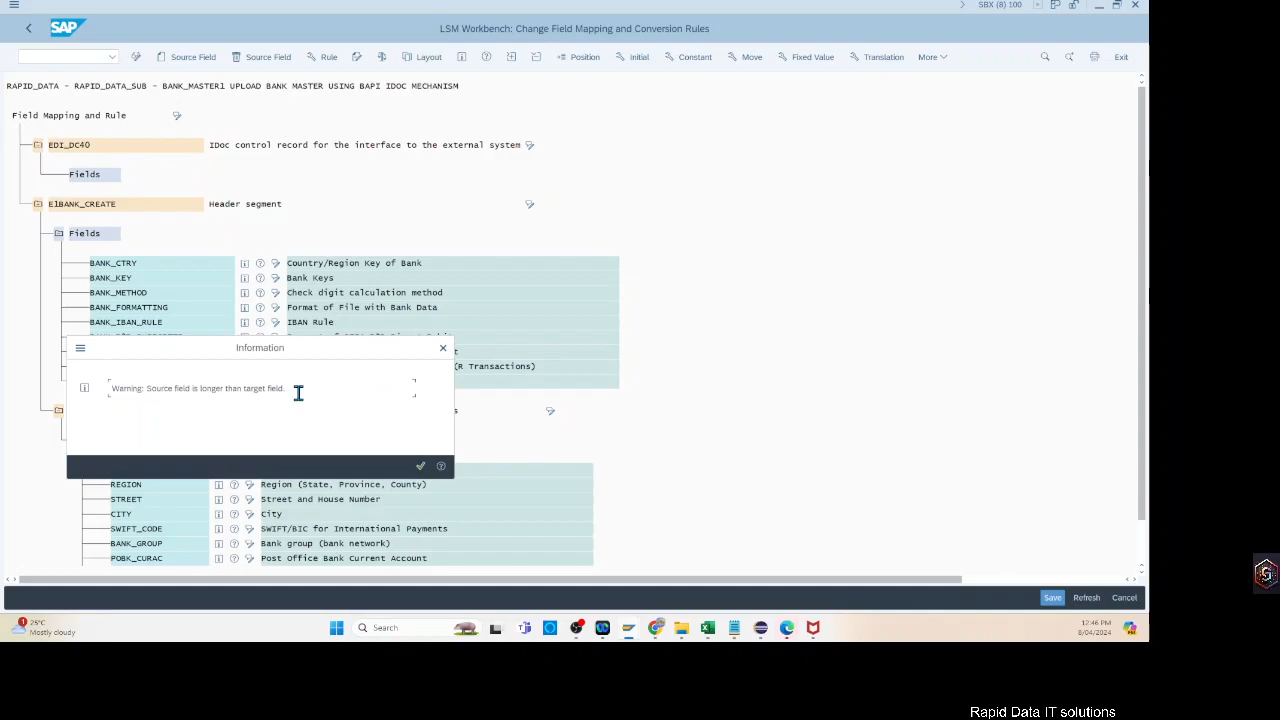 SBX (8) 100
SAP
LSM Workbench: Change Field Mapping and Conversion Rules
Source Field Source Field Rule Layout Position Initial Constant Move Fixed Value Translation More Exit
RAPID_DATA - RAPID_DATA_SUB - BANK_MASTER1 UPLOAD BANK MASTER USING BAPI IDOC MECHANISM
Field Mapping and Rule
EDI_DC40 IDoc control record for the interface to the external system
Fields
E1BANK_CREATE Header segment
Fields
BANK_CTRY Country/Region Key of Bank
BANK_KEY Bank Keys
BANK_METHOD Check digit calculation method
BANK_FORMATTING Format of File with Bank Data
BANK_IBAN_RULE IBAN Rule
Information
(R Transactions)
Warning: Source field is longer than target field.
REGION Region (State, Province, County)
STREET Street and House Number
CITY City
SWIFT_CODE SWIFT/BIC for International Payments
BANK_GROUP Bank group (bank network)
POBK_CURAC Post Office Bank Current Account
Save Refresh Cancel
1
25°C
Mostly cloudy
Search
12:46 PM
8/04/2024
Rapid Data IT solutions